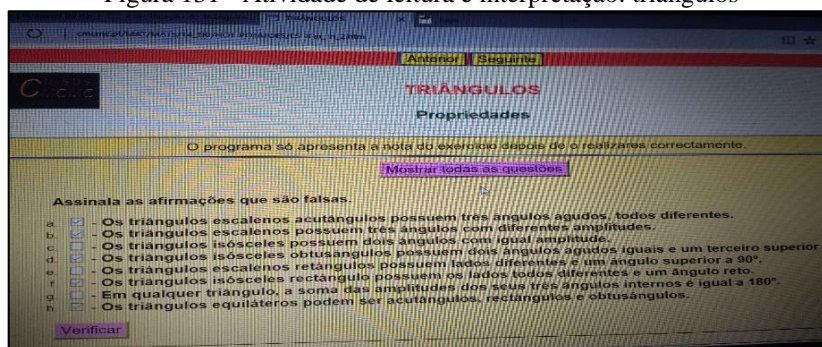 Figura 131 - Atividade de leitura e interpretação: triângulos
TRIÂNGULOS
Anterior Seguinte
TRIÂNGULOS
Propriedades
O programa só apresenta a nota do exercício depois de o realizares correctamente.
Mostrar todas as questões
Assinala as afirmações que são falsas.
a. - Os triângulos escalenos acutângulos possuem três ângulos agudos, todos diferentes.
b. - Os triângulos escalenos possuem três ângulos com diferentes amplitudes.
c. - Os triângulos isósceles possuem dois ângulos com igual amplitude.
d. - Os triângulos isósceles obtusângulos possuem dois ângulos agudos iguais e um terceiro superior
e. - Os triângulos escalenos retângulos possuem lados diferentes e um ângulo superior a 90°.
f. - Os triângulos isósceles rectângulo possuem os lados todos diferentes e um ângulo reto.
g. - Em qualquer triângulo, a soma das amplitudes dos seus três ângulos internos é igual a 180°.
h. - Os triângulos equiláteros podem ser acutângulos, rectângulos e obtusângulos.
Verificar